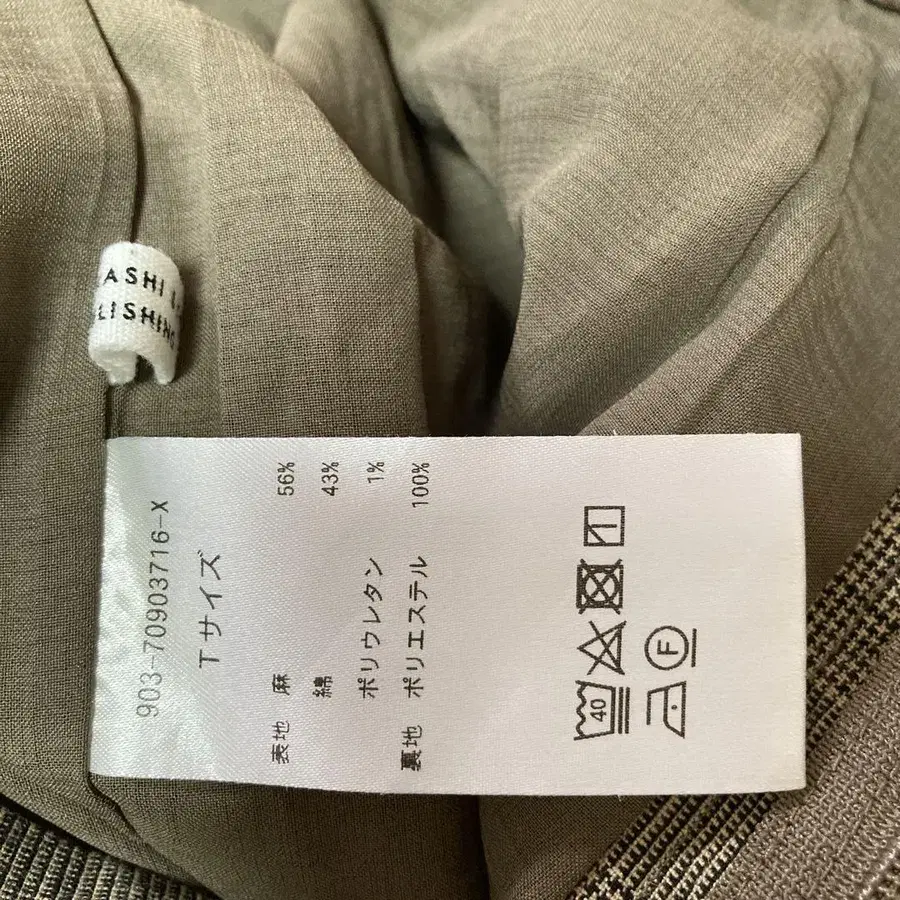 ASHI
LISHING
903-70903716-X
Tサイズ
表地 麻 56%
綿 43%
ポリウレタン 1%
裏地 ポリエステル 100%
40
F